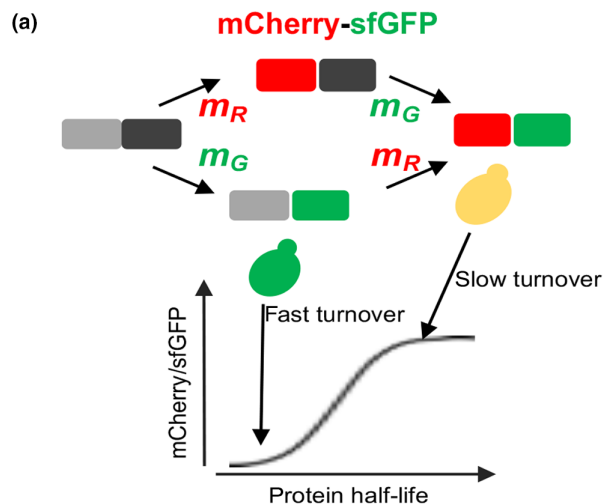 (a)
mCherry-sfGFP
mR
mG
mG
mR
Slow turnover
Fast turnover
mCherry/sfGFP
Protein half-life